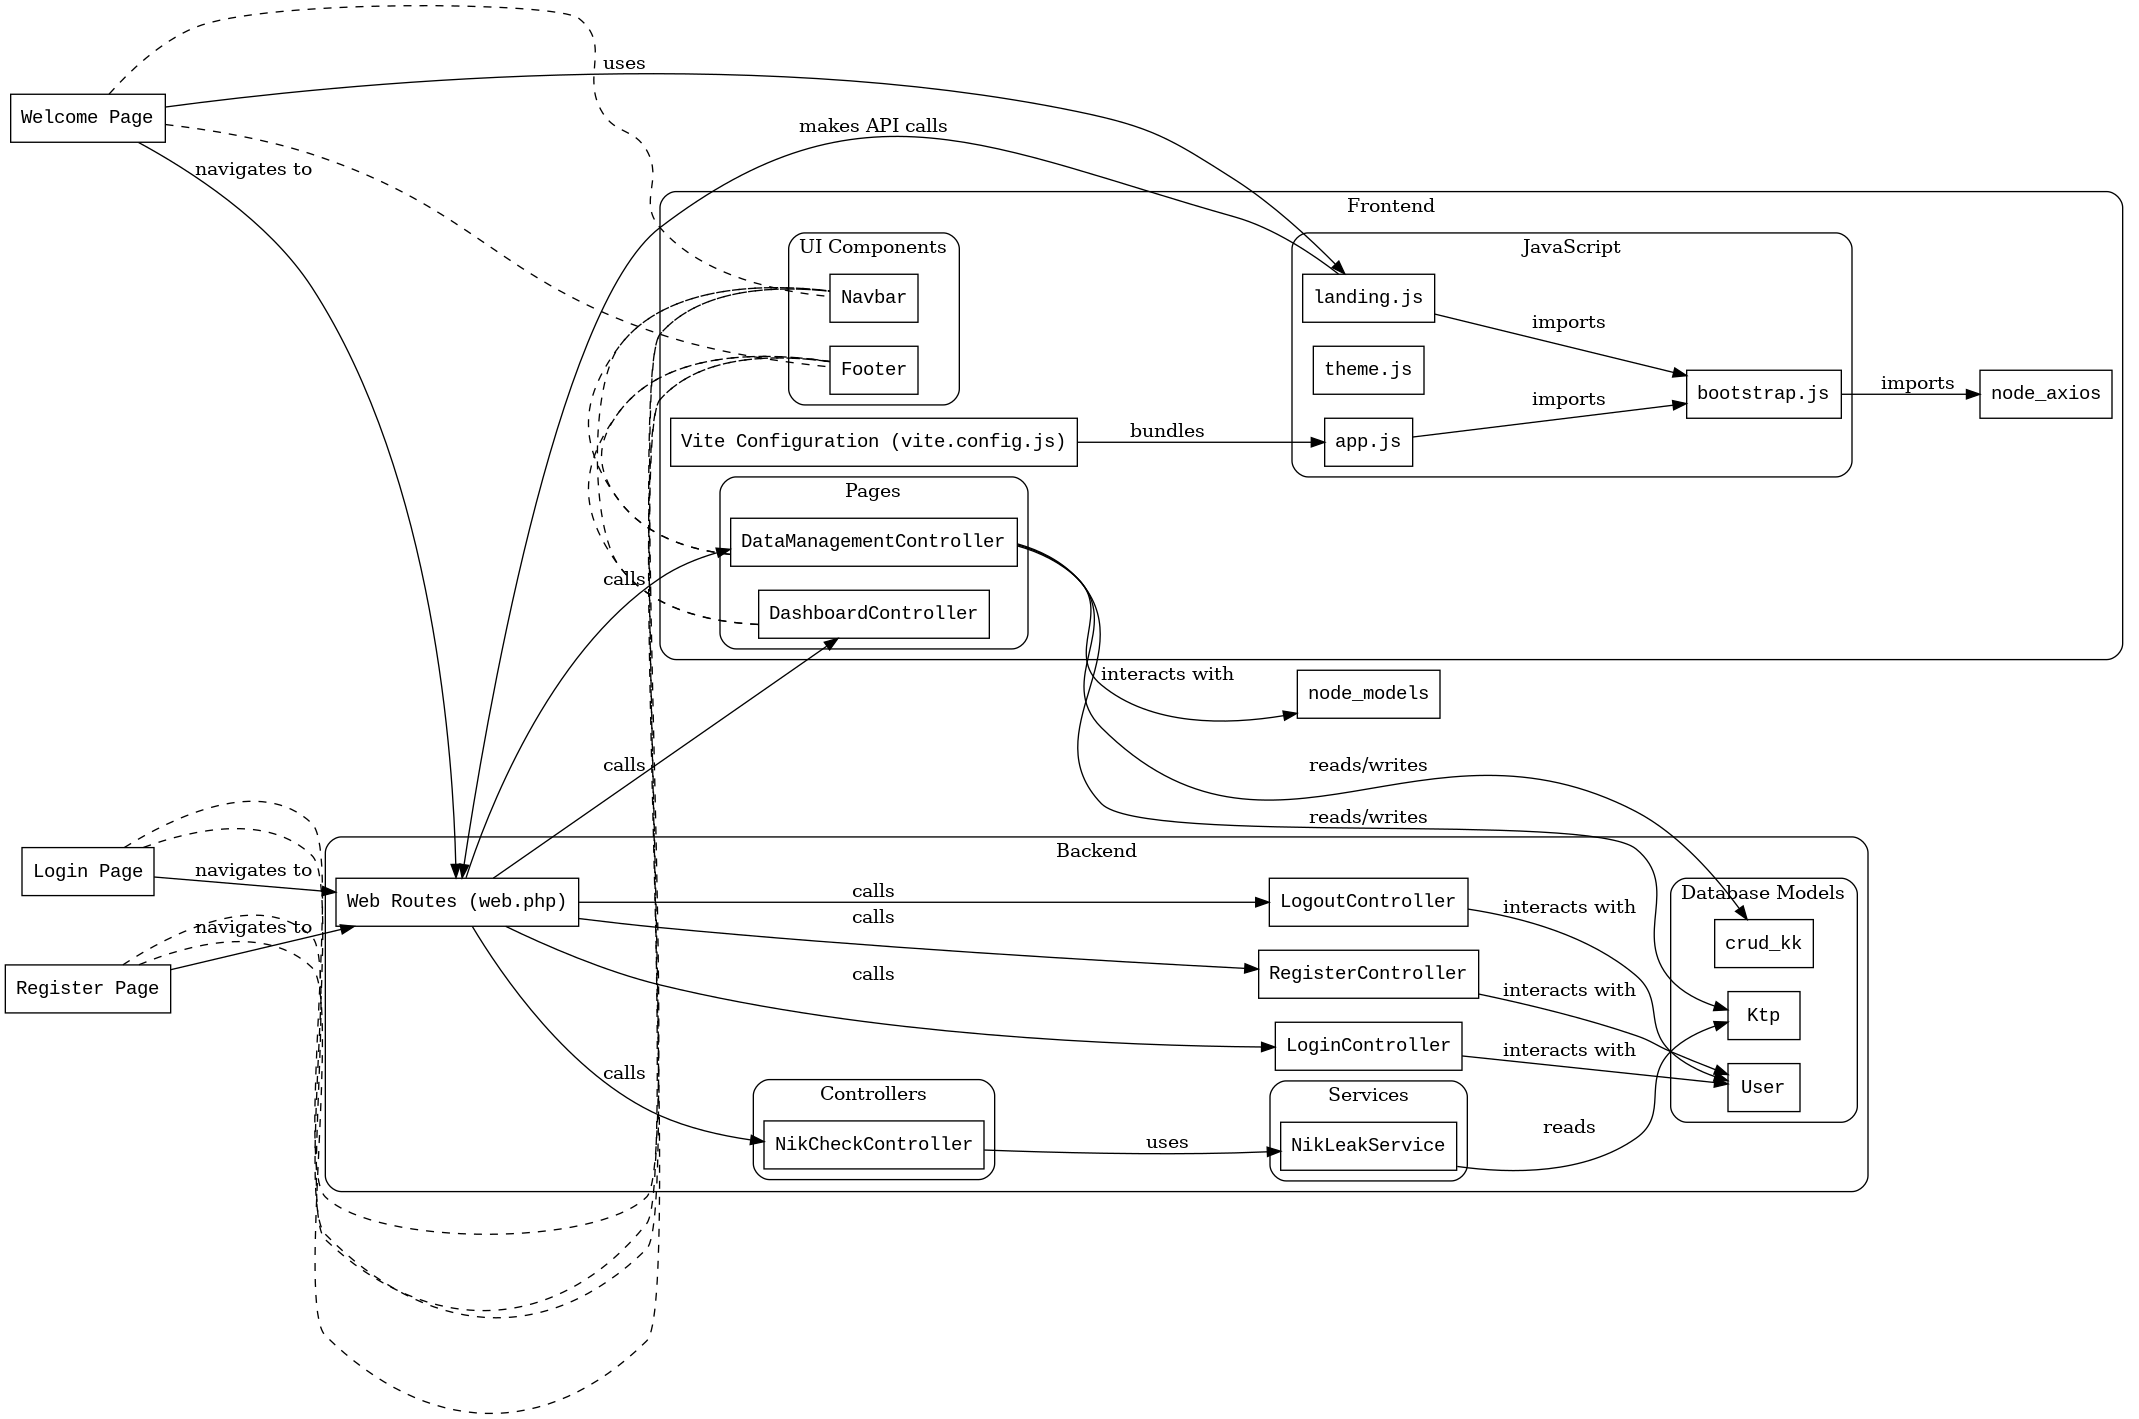 uses
Welcome Page
makes API calls
navigates to
Frontend
UI Components
JavaScript
Navbar
landing.js
imports
Footer
theme.js
bootstrap.js
imports
node_axios
imports
Vite Configuration (vite.config.js)
bundles
app.js
Pages
DataManagementController
calls
DashboardController
interacts with
node_models
calls
reads/writes
reads/writes
Backend
Login Page
navigates to
Web Routes (web.php)
calls
LogoutController
interacts with
Database Models
calls
crud_kk
navigates to
Register Page
calls
RegisterController
interacts with
Ktp
LoginController
interacts with
User
calls
Controllers
Services
NikCheckController
uses
NikLeakService
reads